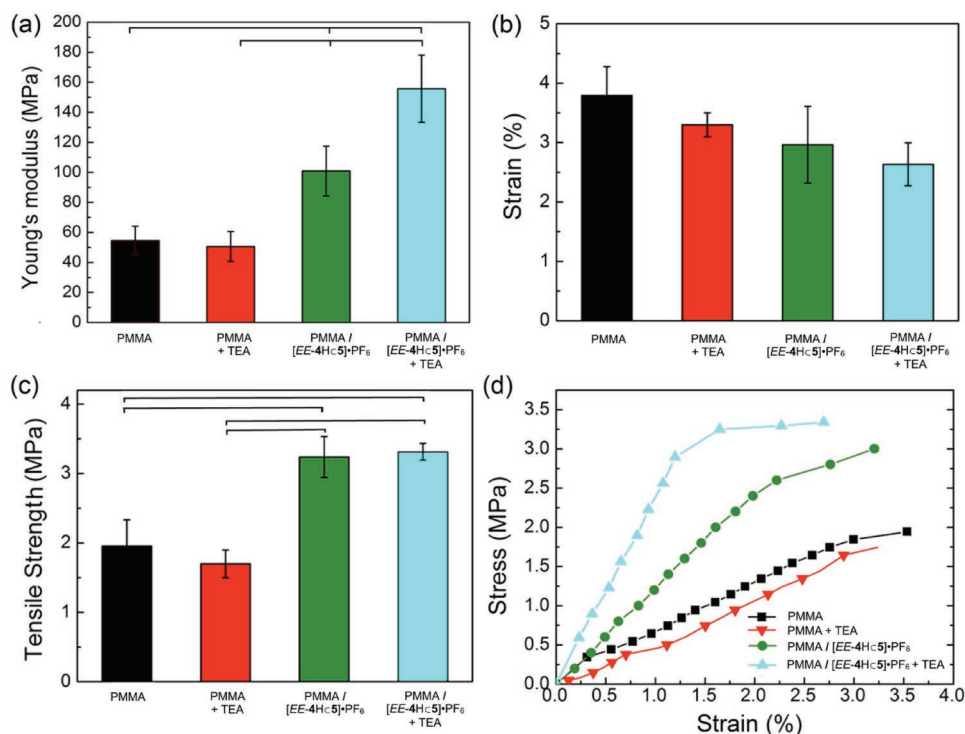 (a)
Young's modulus (MPa)
200
180
160
140
120
100
80
60
40
20
0
PMMA
PMMA
+ TEA
PMMA /
[EE-4H⊂5]•PF₆
PMMA /
[EE-4H⊂5]•PF₆
+ TEA
(b)
Strain (%)
5
4
3
2
1
0
PMMA
PMMA
+ TEA
PMMA /
[EE-4H⊂5]•PF₆
PMMA /
[EE-4H⊂5]•PF₆
+ TEA
(c)
Tensile Strength (MPa)
4
3
2
1
0
PMMA
PMMA
+ TEA
PMMA /
[EE-4H⊂5]•PF₆
PMMA /
[EE-4H⊂5]•PF₆
+ TEA
(d)
Stress (MPa)
3.5
3.0
2.5
2.0
1.5
1.0
0.5
0.0
PMMA
PMMA + TEA
PMMA / [EE-4H⊂5]•PF₆
PMMA / [EE-4H⊂5]•PF₆ + TEA
0.0 0.5 1.0 1.5 2.0 2.5 3.0 3.5 4.0
Strain (%)